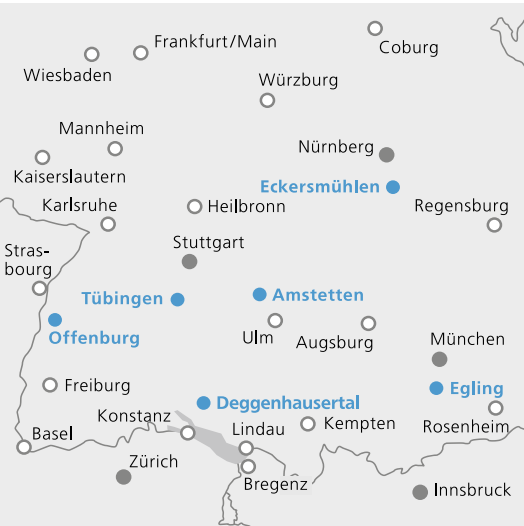 Frankfurt/Main
Coburg
Wiesbaden
Würzburg
Mannheim
Nürnberg
Kaiserslautern
Eckersmühlen
Karlsruhe
Heilbronn
Regensburg
Stuttgart
Stras-
bourg
Tübingen
Amstetten
Offenburg
Ulm
Augsburg
München
Freiburg
Egling
Deggenhausertal
Konstanz
Kempten
Rosenheim
Basel
Lindau
Zürich
Bregenz
Innsbruck